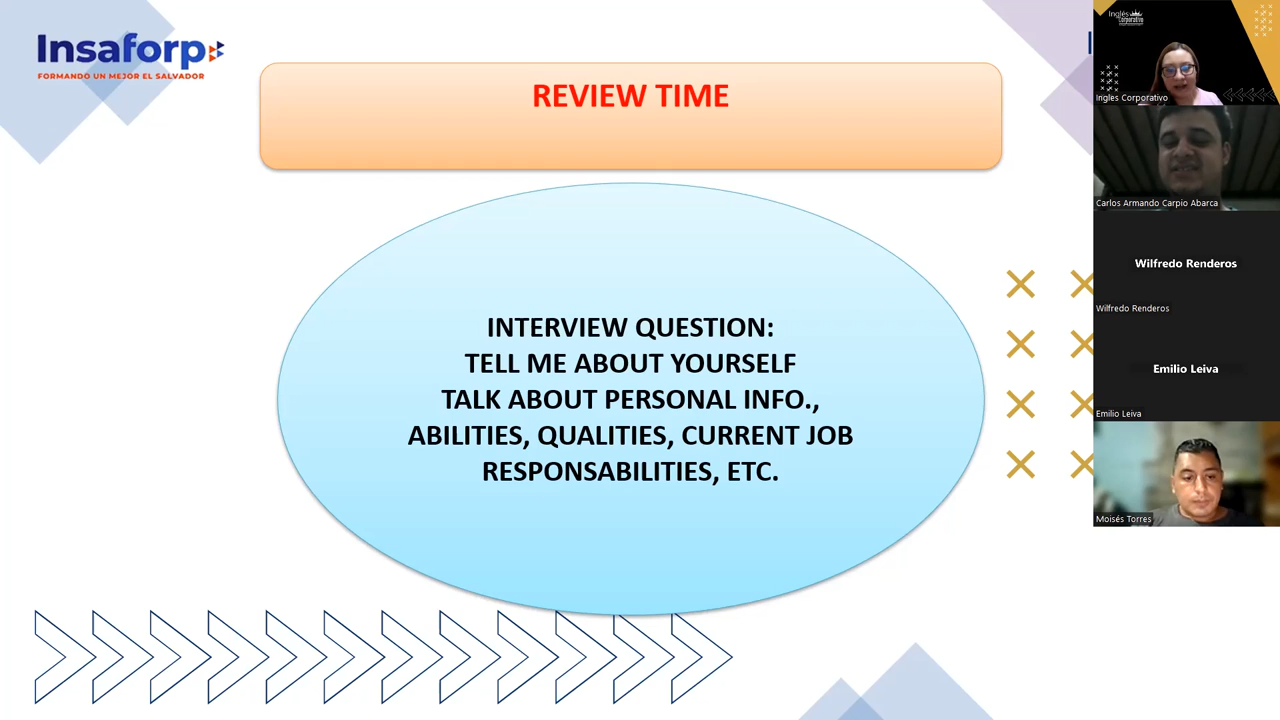 Insaforp
FORMANDO UN MEJOR EL SALVADOR
REVIEW TIME
INTERVIEW QUESTION:
TELL ME ABOUT YOURSELF
TALK ABOUT PERSONAL INFO.,
ABILITIES, QUALITIES, CURRENT JOB
RESPONSABILITIES, ETC.
Inglés
Corporativo
Ingles Corporativo
Carlos Armando Carpio Abarca
Wilfredo Renderos
Wilfredo Renderos
Emilio Leiva
Emilio Leiva
Moisés Torres